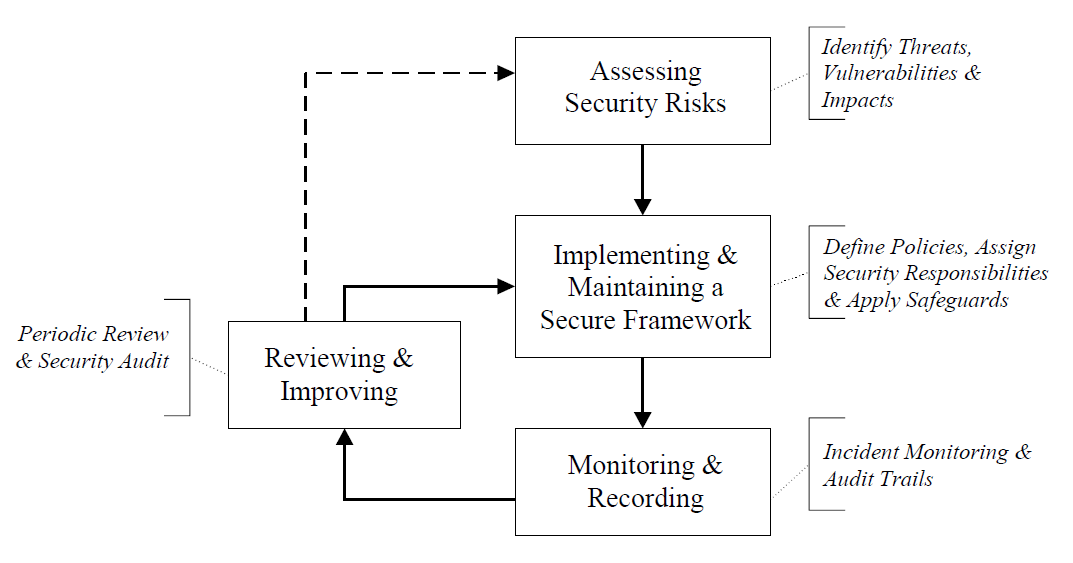 Assessing
Security Risks
Identify Threats,
Vulnerabilities &
Impacts
Implementing &
Maintaining a
Secure Framework
Define Policies, Assign
Security Responsibilities
& Apply Safeguards
Periodic Review
& Security Audit
Reviewing &
Improving
Monitoring &
Recording
Incident Monitoring &
Audit Trails